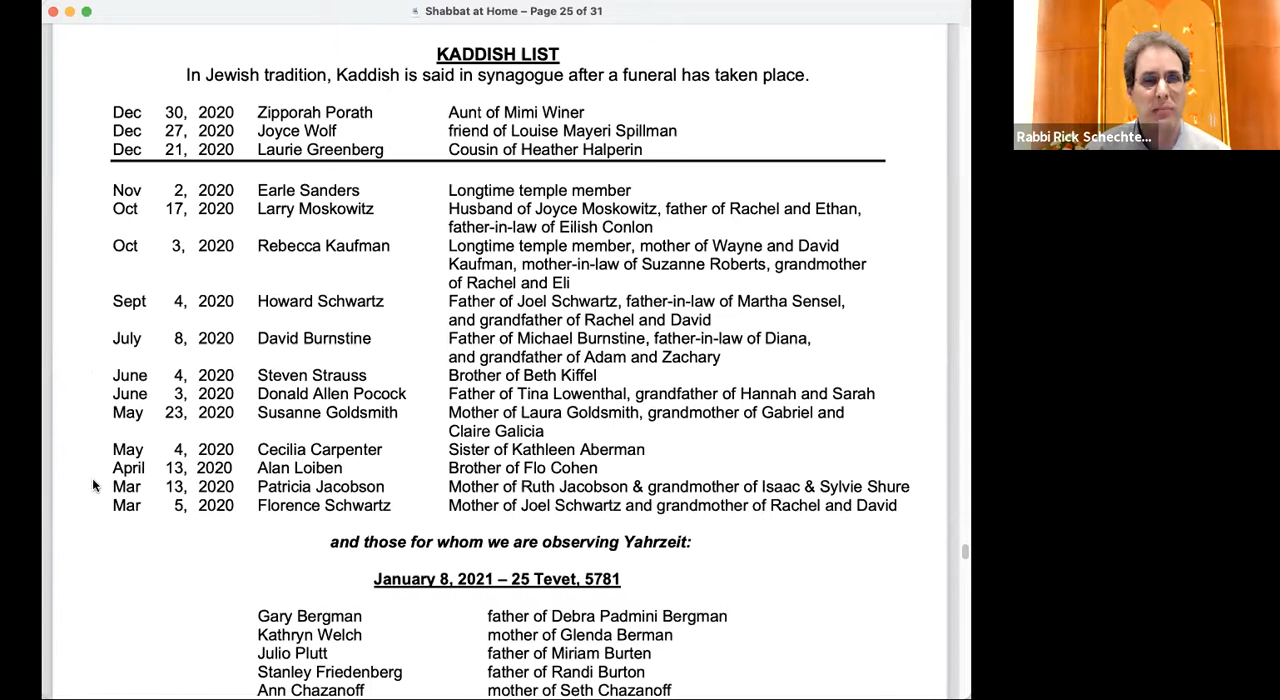 Shabbat at Home – Page 25 of 31
KADDISH LIST
In Jewish tradition, Kaddish is said in synagogue after a funeral has taken place.
Dec 30, 2020 Zipporah Porath Aunt of Mimi Winer
Dec 27, 2020 Joyce Wolf friend of Louise Mayeri Spillman
Dec 21, 2020 Laurie Greenberg Cousin of Heather Halperin
Nov 2, 2020 Earle Sanders Longtime temple member
Oct 17, 2020 Larry Moskowitz Husband of Joyce Moskowitz, father of Rachel and Ethan,
father-in-law of Eilish Conlon
Oct 3, 2020 Rebecca Kaufman Longtime temple member, mother of Wayne and David
Kaufman, mother-in-law of Suzanne Roberts, grandmother
of Rachel and Eli
Sept 4, 2020 Howard Schwartz Father of Joel Schwartz, father-in-law of Martha Sensel,
and grandfather of Rachel and David
July 8, 2020 David Burnstine Father of Michael Burnstine, father-in-law of Diana,
and grandfather of Adam and Zachary
June 4, 2020 Steven Strauss Brother of Beth Kiffel
June 3, 2020 Donald Allen Pocock Father of Tina Lowenthal, grandfather of Hannah and Sarah
May 23, 2020 Susanne Goldsmith Mother of Laura Goldsmith, grandmother of Gabriel and
Claire Galicia
May 4, 2020 Cecilia Carpenter Sister of Kathleen Aberman
April 13, 2020 Alan Loiben Brother of Flo Cohen
Mar 13, 2020 Patricia Jacobson Mother of Ruth Jacobson & grandmother of Isaac & Sylvie Shure
Mar 5, 2020 Florence Schwartz Mother of Joel Schwartz and grandmother of Rachel and David
and those for whom we are observing Yahrzeit:
January 8, 2021 – 25 Tevet, 5781
Gary Bergman father of Debra Padmini Bergman
Kathryn Welch mother of Glenda Berman
Julio Plutt father of Miriam Burten
Stanley Friedenberg father of Randi Burton
Ann Chazanoff mother of Seth Chazanoff
Rabbi Rick Schechte...